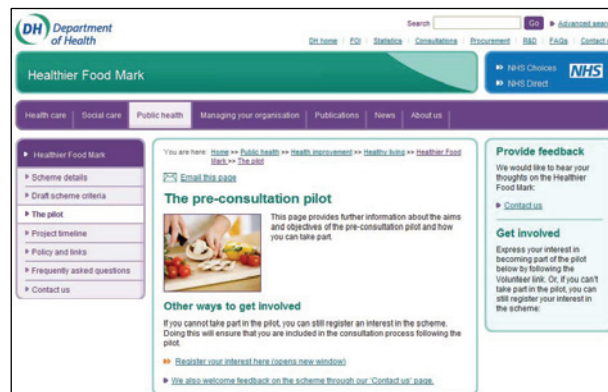 DH Department
of Health
Search
Go
Advanced sear
DH home FOI Statistics Consultations Procurement R&D FAQs Contact u
Healthier Food Mark
NHS Choices
NHS
NHS Direct
Health care Social care Public health Managing your organisation Publications News About us
Healthier Food Mark
Scheme details
Draft scheme criteria
The pilot
Project timeline
Policy and links
Frequently asked questions
Contact us
You are here: Home >> Public health >> Health improvement >> Healthy living >> Healthier Food
Mark >> The pilot
Email this page
The pre-consultation pilot
This page provides further information about the aims
and objectives of the pre-consultation pilot and how
you can take part.
Other ways to get involved
If you cannot take part in the pilot, you can still register an interest in the scheme.
Doing this will ensure that you are included in the consultation process following the
pilot.
Register your interest here (opens new window)
We also welcome feedback on the scheme through our 'Contact us' page.
Provide feedback
We would like to hear your
thoughts on the Healthier
Food Mark:
Contact us
Get involved
Express your interest in
becoming part of the pilot
below by following the
Volunteer link. Or, if you can't
take part in the pilot, you can
still register your interest in
the scheme: